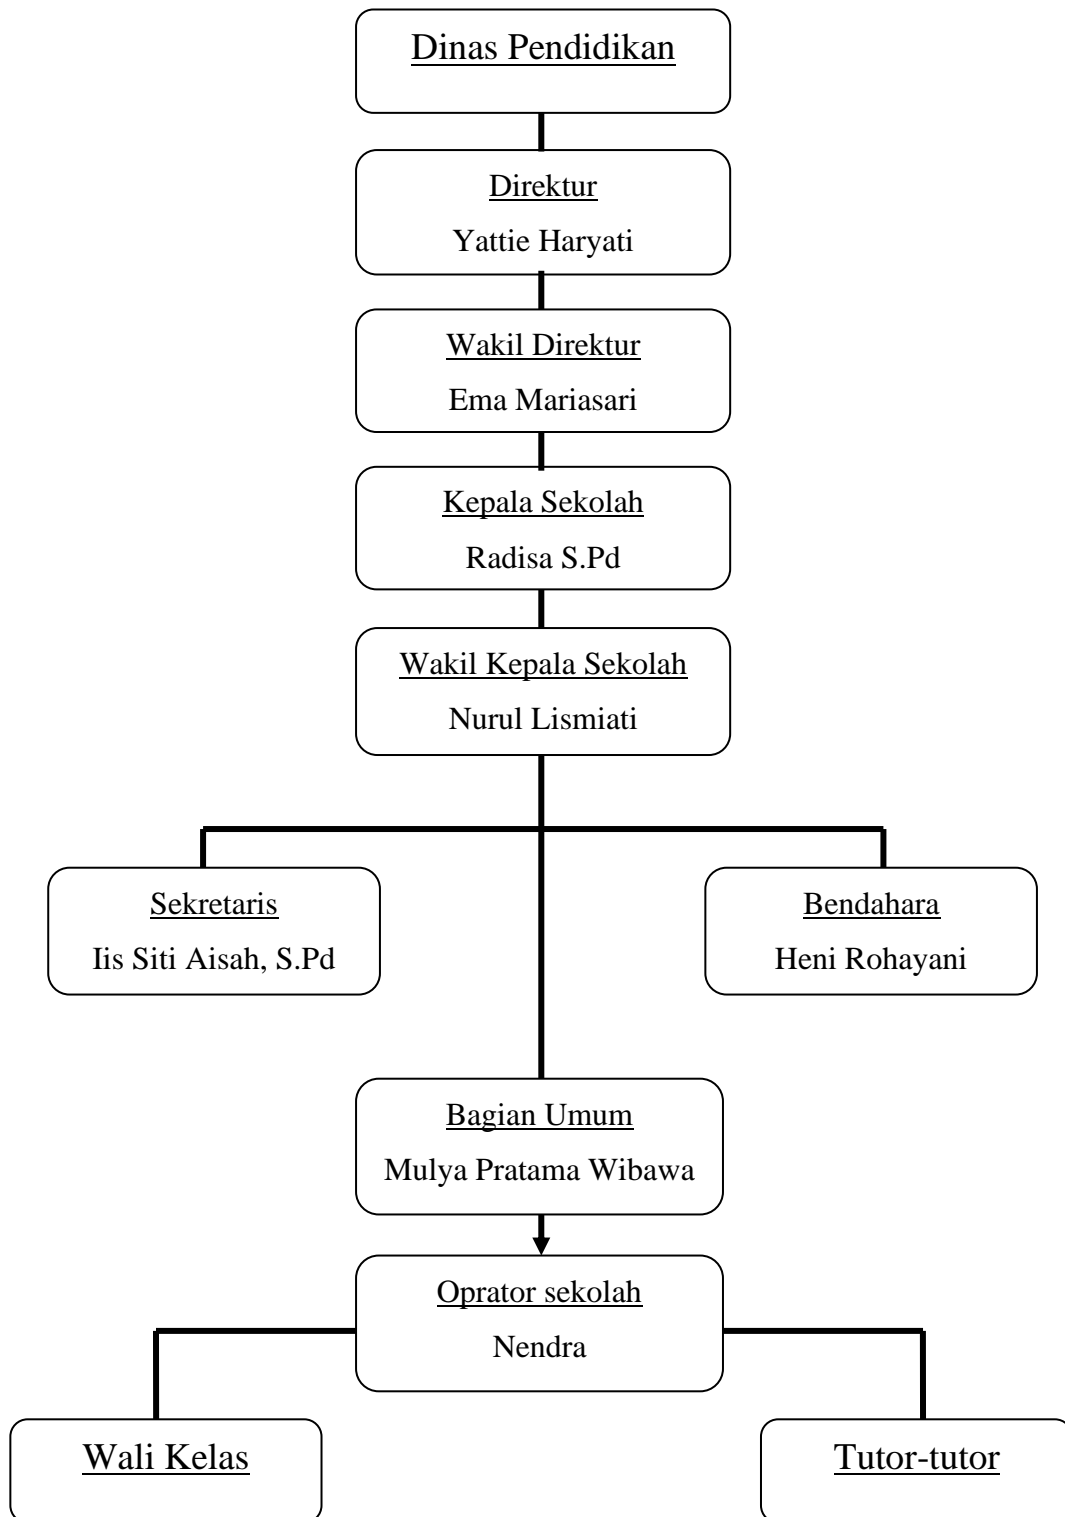 Dinas Pendidikan
Direktur
Yattie Haryati
Wakil Direktur
Ema Mariasari
Kepala Sekolah
Radisa S.Pd
Wakil Kepala Sekolah
Nurul Lismiati
Sekretaris
Iis Siti Aisah, S.Pd
Bendahara
Heni Rohayani
Bagian Umum
Mulya Pratama Wibawa
Oprator sekolah
Nendra
Wali Kelas
Tutor-tutor